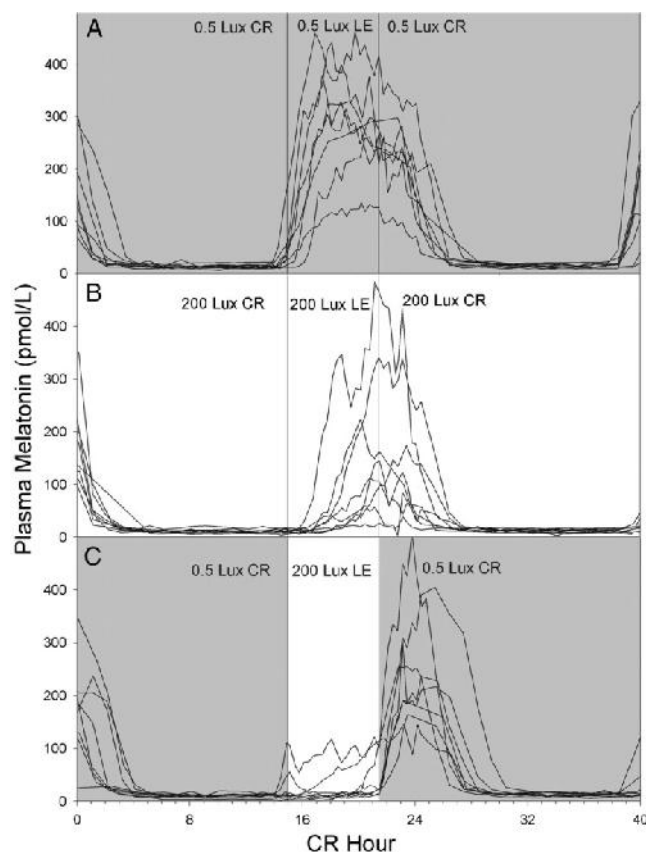 A
0.5 Lux CR 0.5 Lux LE 0.5 Lux CR
500
400
300
200
100
0
B
200 Lux CR 200 Lux LE 200 Lux CR
400
300
200
100
0
C
0.5 Lux CR 200 Lux LE 0.5 Lux CR
400
300
200
100
0
Plasma Melatonin (pmol/L)
0 8 16 24 32 40
CR Hour